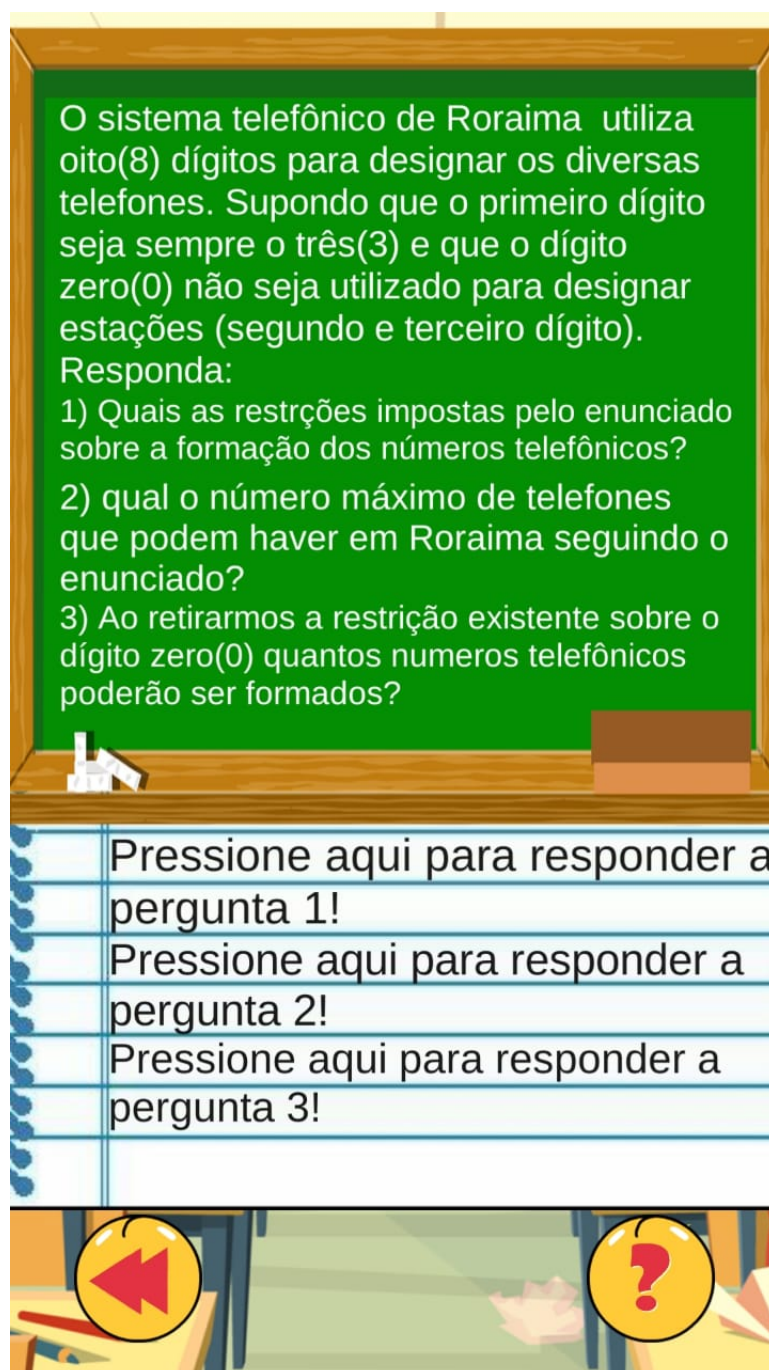 O sistema telefônico de Roraima  utiliza
oito(8) dígitos para designar os diversas
telefones. Supondo que o primeiro dígito
seja sempre o três(3) e que o dígito
zero(0) não seja utilizado para designar
estações (segundo e terceiro dígito).
Responda:
1) Quais as restrções impostas pelo enunciado
sobre a formação dos números telefônicos?
2) qual o número máximo de telefones
que podem haver em Roraima seguindo o
enunciado?
3) Ao retirarmos a restrição existente sobre o
dígito zero(0) quantos numeros telefônicos
poderão ser formados?
Pressione aqui para responder a
pergunta 1!
Pressione aqui para responder a
pergunta 2!
Pressione aqui para responder a
pergunta 3!
?